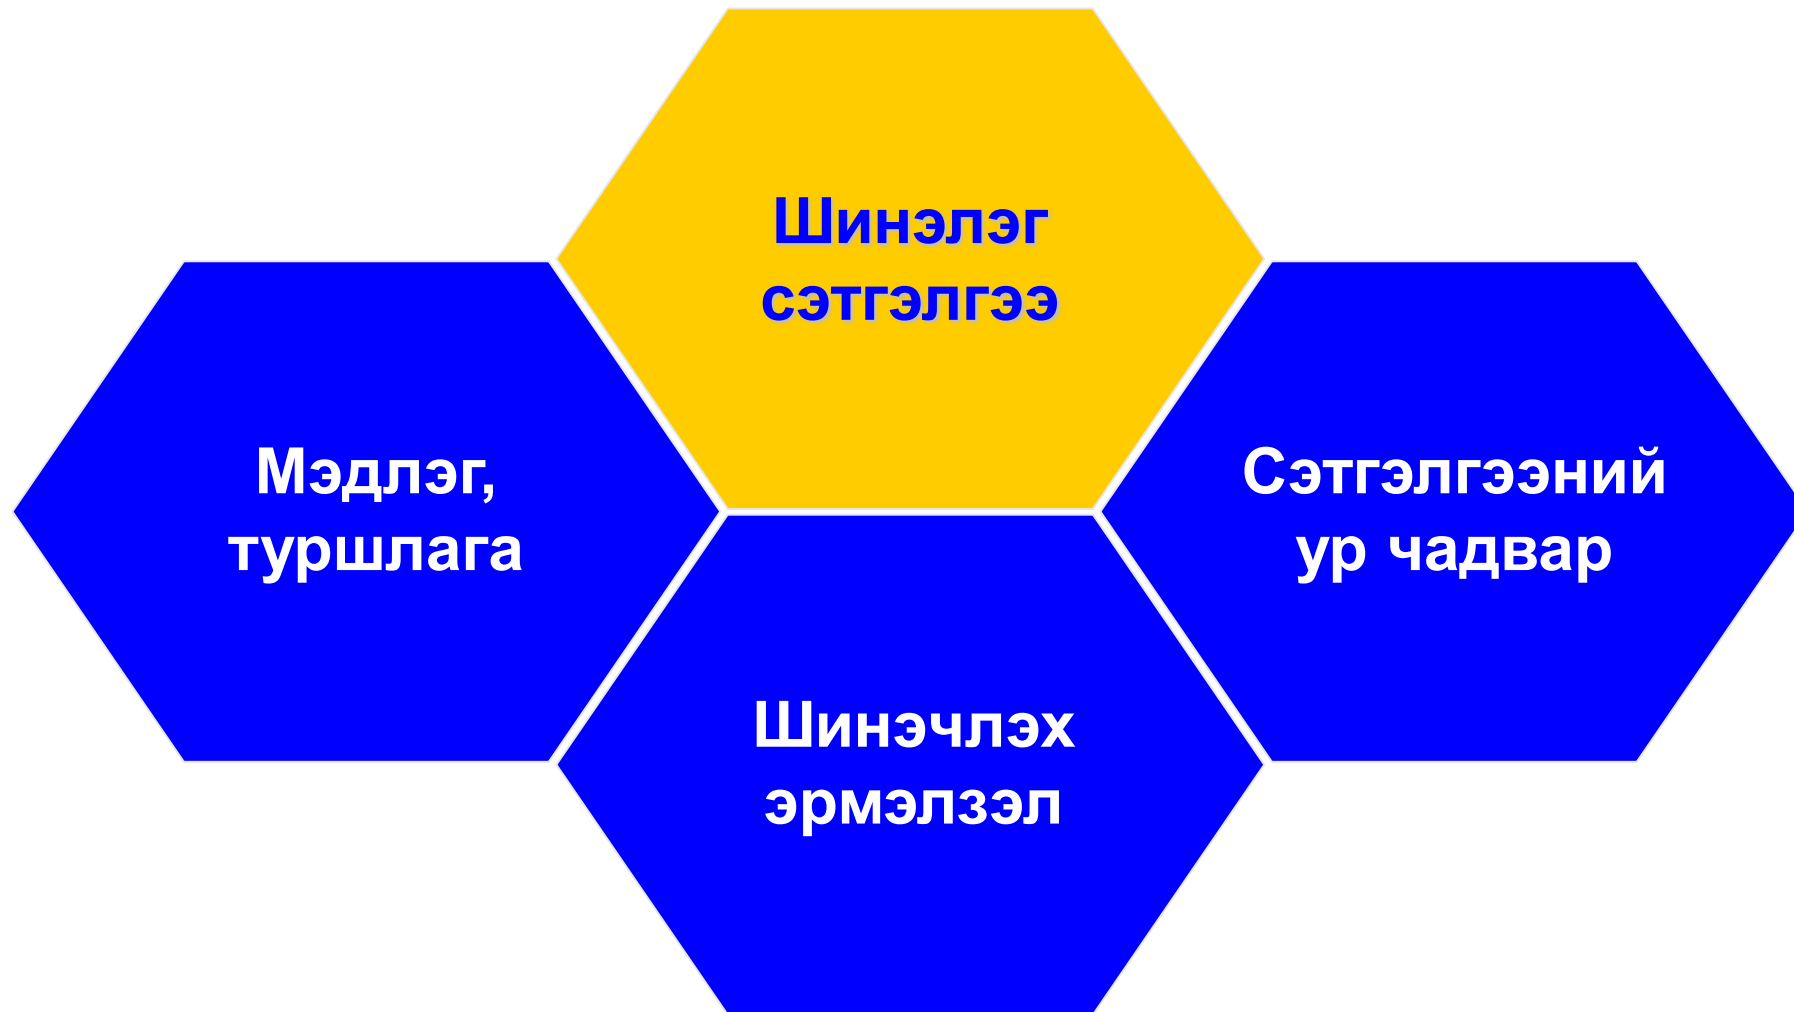 Шинэлэг
сэтгэлгээ
Мэдлэг,
туршлага
Сэтгэлгээний
ур чадвар
Шинэчлэх
эрмэлзэл